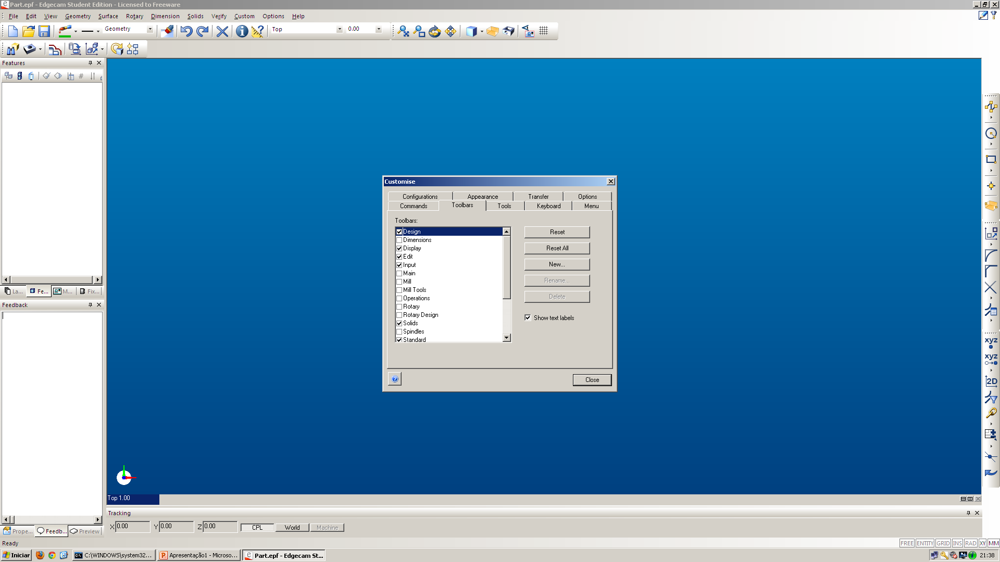 Part.epf - Edgecam Student Edition - Licensed to Freeware
File Edit View Geometry Surface Rotary Dimension Solids Verify Custom Options Help
Geometry Top 0.00
Features
La... Fe... M... Fix...
Feedback
Customise
Configurations Appearance Transfer Options
Commands Toolbars Tools Keyboard Menu
Toolbars:
Design
Dimensions
Display
Edit
Input
Main
Mill
Mill Tools
Operations
Rotary
Rotary Design
Solids
Spindles
Standard
Reset
Reset All
New...
Rename...
Delete
Show text labels
Close
xyz
xyz
2D
Top 1.00
Tracking
X 0.00 Y 0.00 Z 0.00 CPL World Machine
Prope... Feedb... Preview
Ready
FREE ENTITY GRID INS RAD XY MM
Iniciar C:\WINDOWS\system32... Apresentação1 - Microso... Part.epf - Edgecam St... 21:38